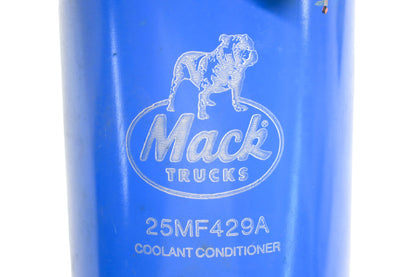 Mack
TRUCKS
25MF429A
COOLANT CONDITIONER